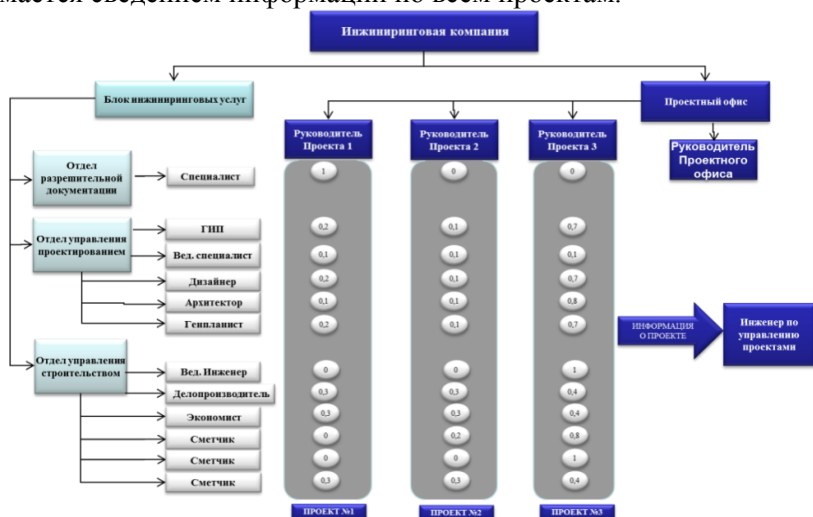 мается сведением информации по всем проектам.
Инжиниринговая компания
Блок инжиниринговых услуг
Проектный офис
Руководитель
Проекта 1
Руководитель
Проекта 2
Руководитель
Проекта 3
Руководитель
Проектного
офиса
Отдел
разрешительной
документации
Специалист
1
0
0
Отдел управления
проектированием
ГИП
0,2
0,1
0,7
Вед. специалист
0,1
0,1
0,1
Дизайнер
0,2
0,1
0,7
Архитектор
0,1
0,1
0,8
Генпланист
0,2
0,1
0,7
ИНФОРМАЦИЯ
О ПРОЕКТЕ
Инженер по
управлению
проектами
Отдел управления
строительством
Вед. Инженер
0
0
1
Делопроизводитель
0,3
0,3
0,4
Экономист
0,3
0,3
0,4
Сметчик
0
0,2
0,8
Сметчик
0
0
1
Сметчик
0,3
0,3
0,4
ПРОЕКТ №1
ПРОЕКТ №2
ПРОЕКТ №3